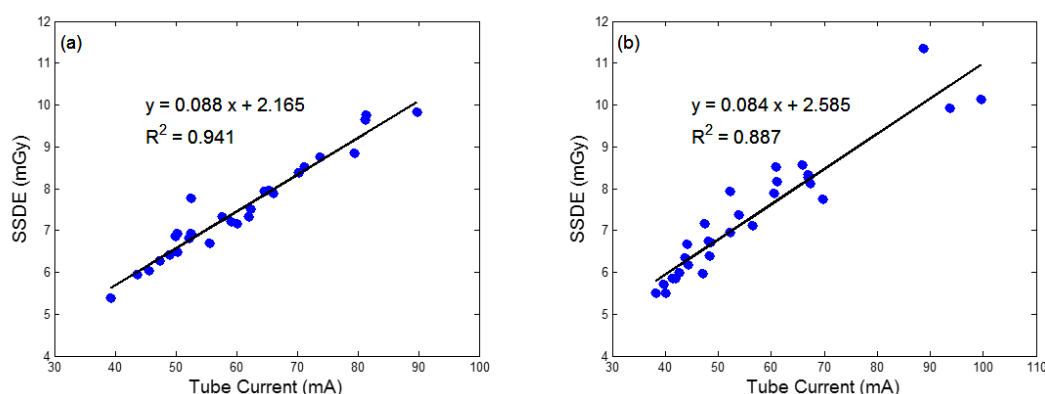 (a)
y = 0.088 x + 2.165
R² = 0.941
SSDE (mGy)
12
11
10
9
8
7
6
5
4
30 40 50 60 70 80 90 100
Tube Current (mA)
(b)
y = 0.084 x + 2.585
R² = 0.887
SSDE (mGy)
12
11
10
9
8
7
6
5
4
30 40 50 60 70 80 90 100 110
Tube Current (mA)